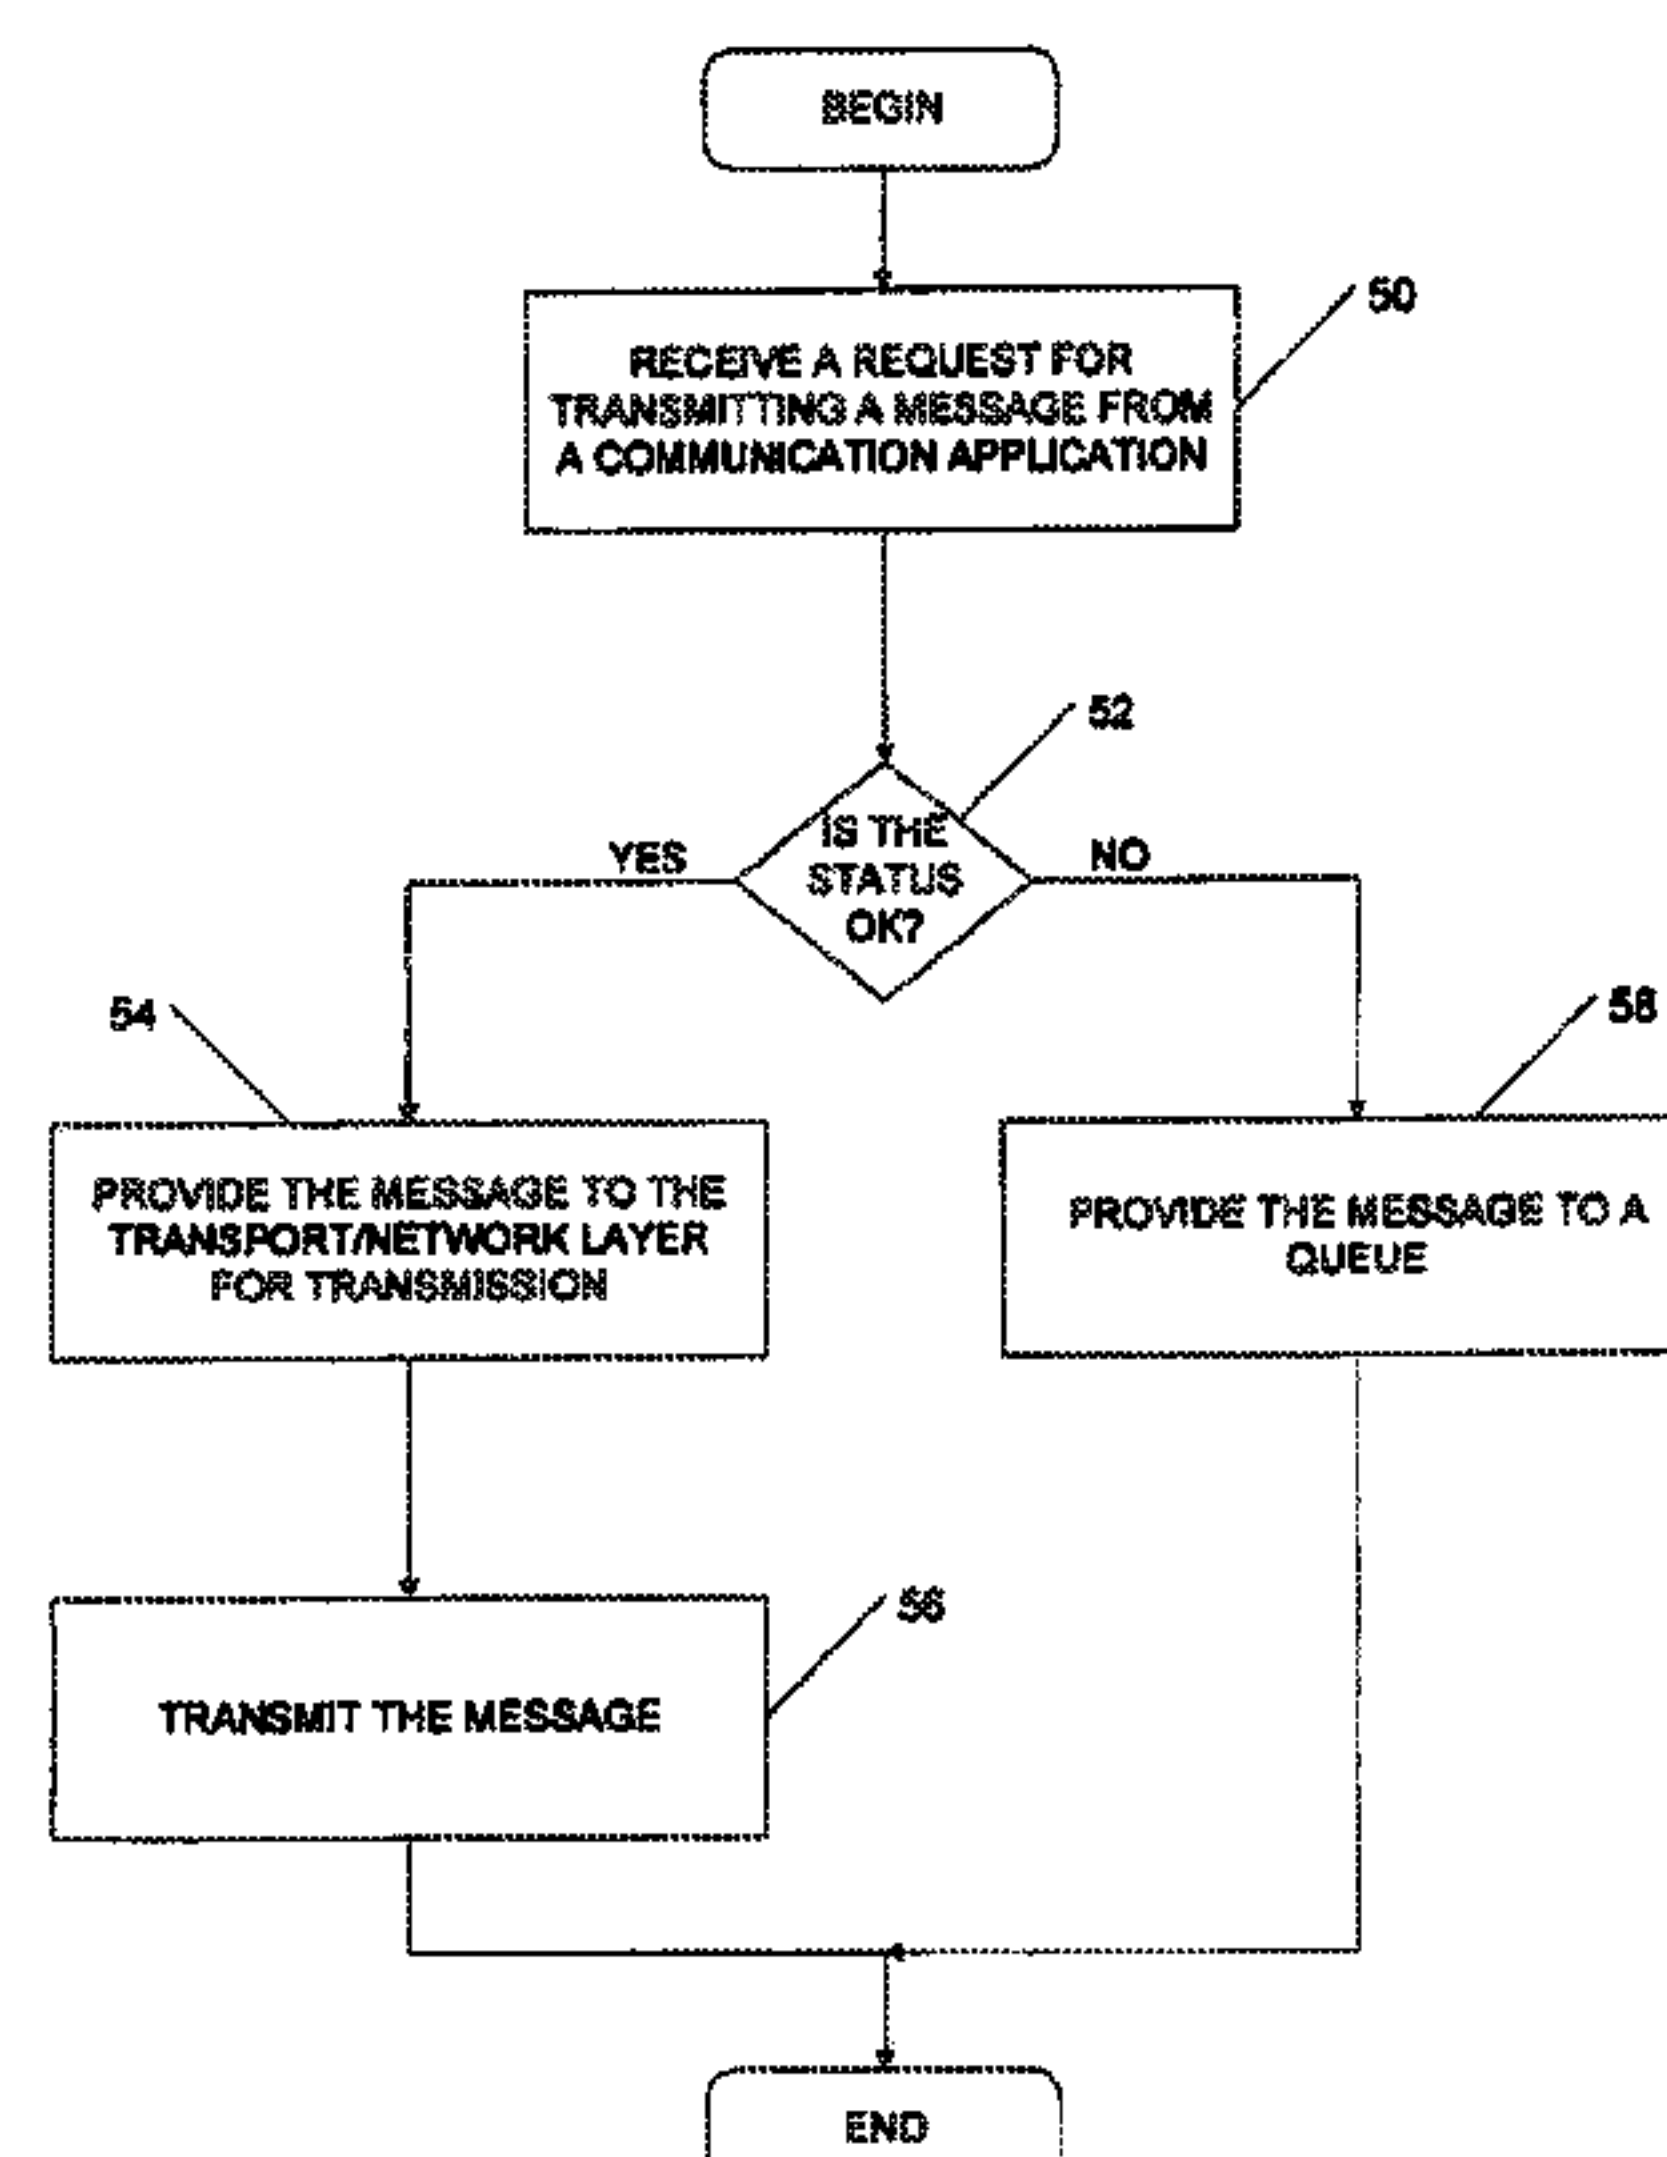 BEGIN
50
RECEIVE A REQUEST FOR
TRANSMITTING A MESSAGE FROM
A COMMUNICATION APPLICATION
52
IS THE
STATUS
OK?
YES
NO
54
58
PROVIDE THE MESSAGE TO THE
TRANSPORT/NETWORK LAYER
FOR TRANSMISSION
PROVIDE THE MESSAGE TO A
QUEUE
56
TRANSMIT THE MESSAGE
END